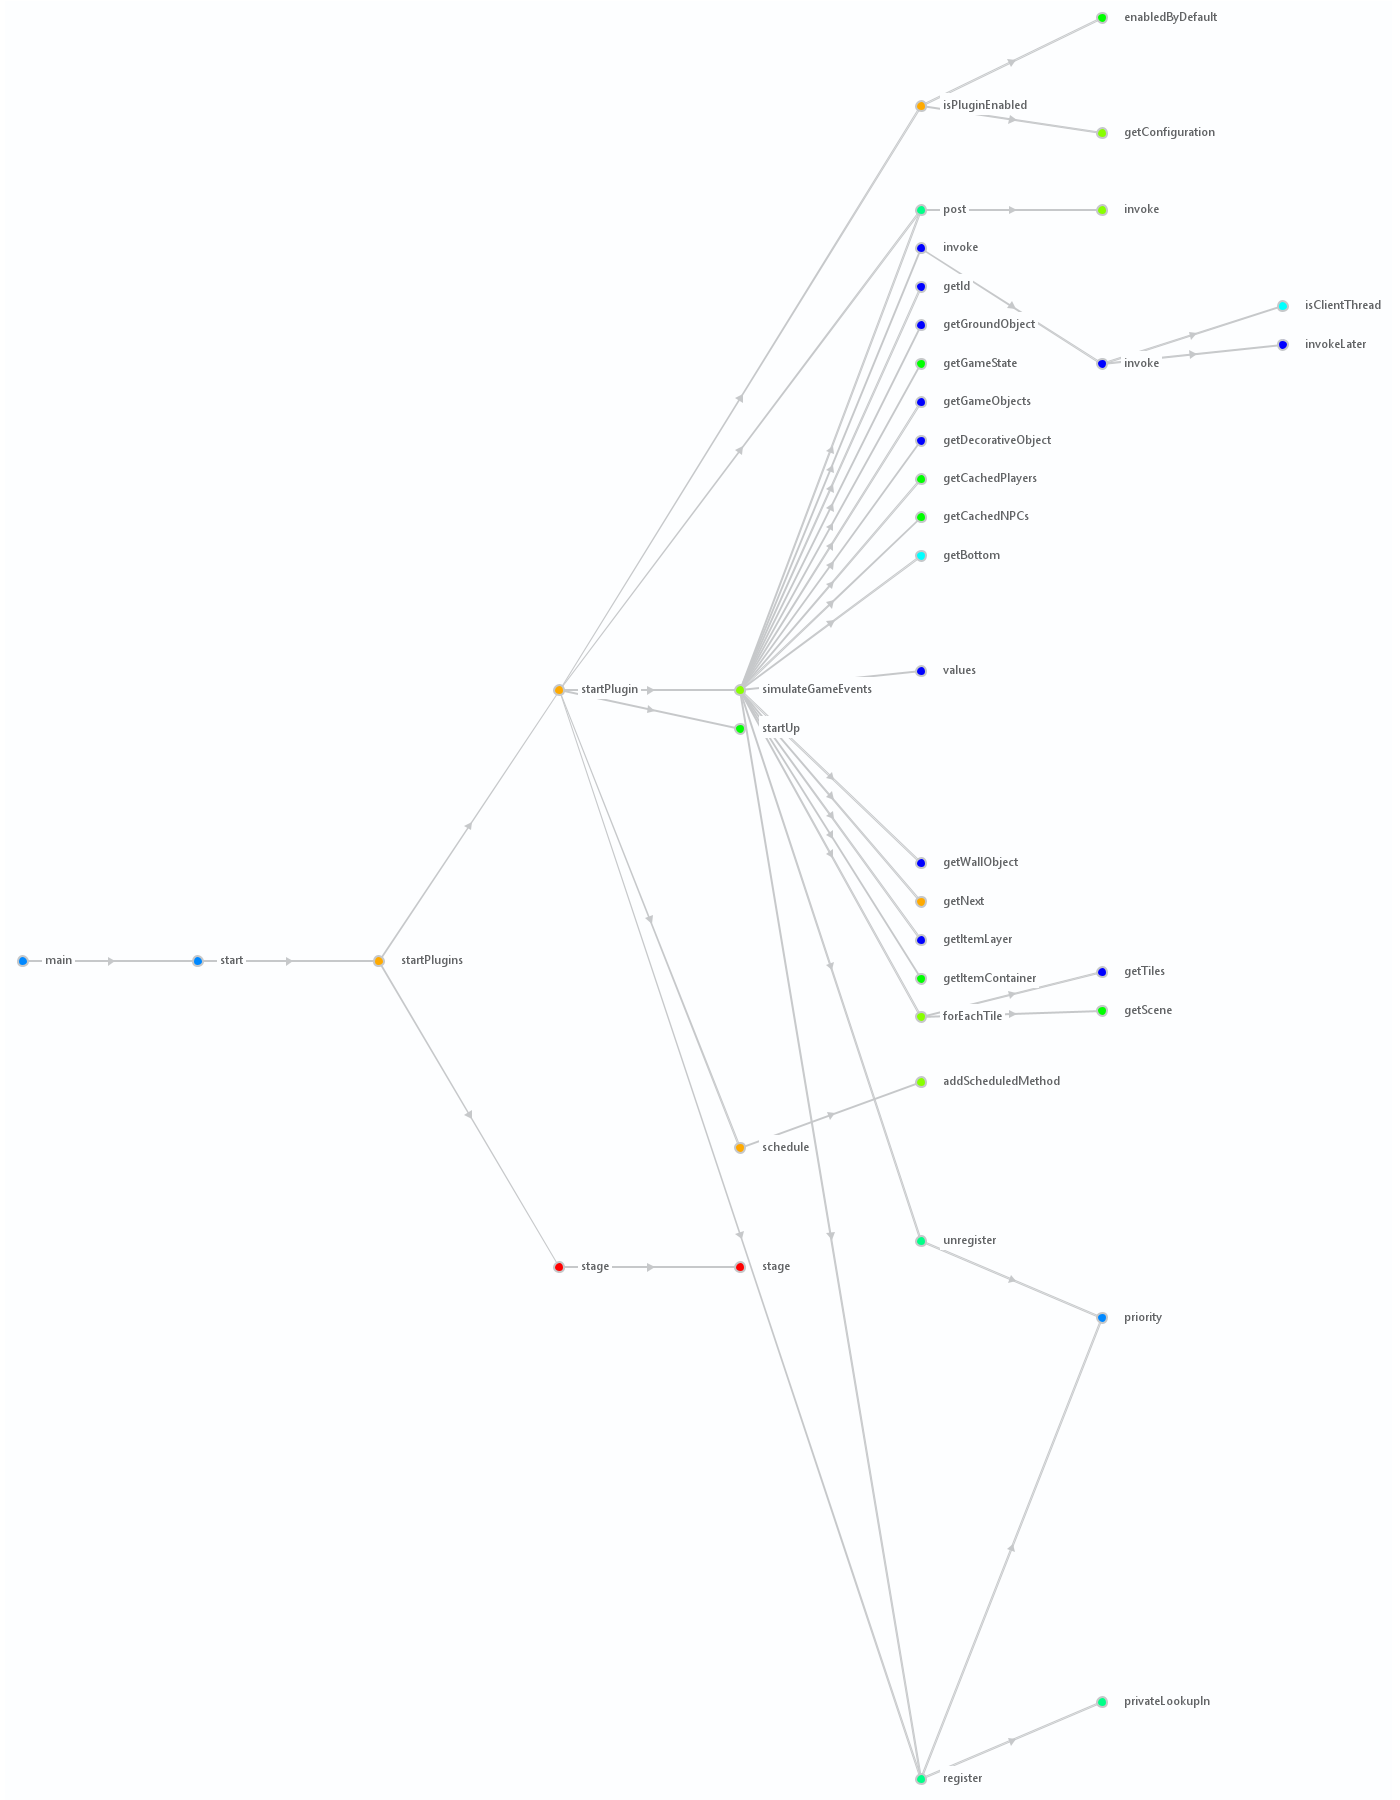 enabledByDefault
isPluginEnabled
getConfiguration
post
invoke
invoke
getId
isClientThread
getGroundObject
invokeLater
getGameState
invoke
getGameObjects
getDecorativeObject
getCachedPlayers
getCachedNPCs
getBottom
values
startPlugin
simulateGameEvents
startUp
getWallObject
getNext
getItemLayer
main
start
startPlugins
getTiles
getItemContainer
getScene
forEachTile
addScheduledMethod
schedule
unregister
stage
stage
priority
privateLookupIn
register